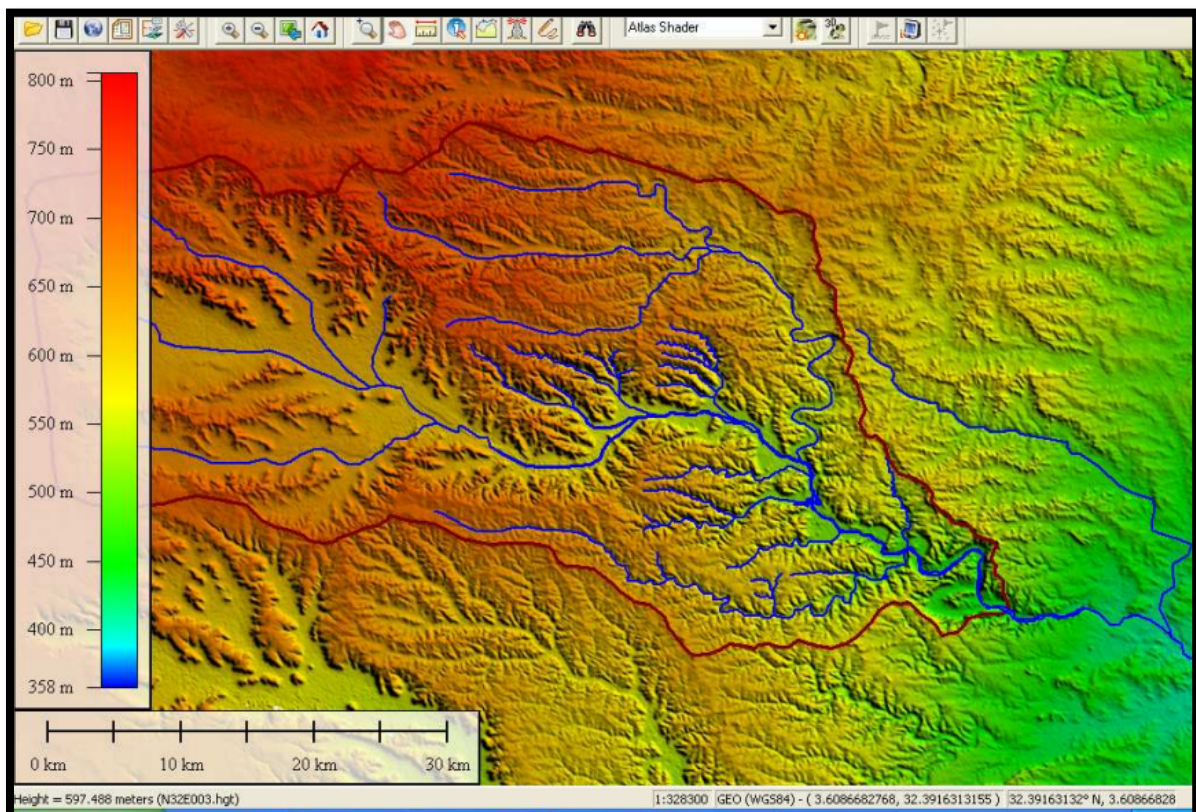 Atlas Shader
3D
800 m
750 m
700 m
650 m
600 m
550 m
500 m
450 m
400 m
358 m
0 km 10 km 20 km 30 km
Height = 597.488 meters (N32E003.hgt) 1:328300 GEO (WGS84) - ( 3.6086682768, 32.3916313155 ) 32.39163132° N, 3.60866828